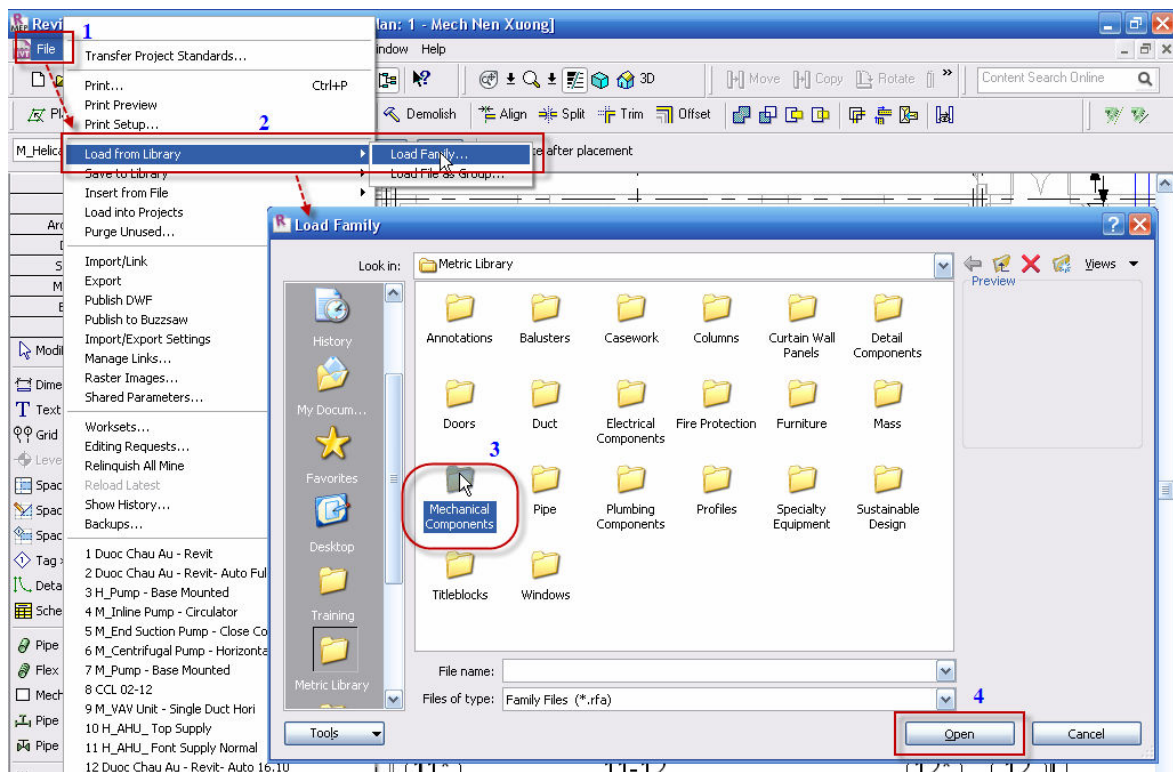 Revi
lan: 1 - Mech Nen Xuong]
1
File
indow Help
Transfer Project Standards...
Print... Ctrl+P
Print Preview
Print Setup...
2
3D
Move Copy Rotate
Content Search Online
Demolish Align Split Trim Offset
M_Helica
Load from Library
Load Family...
e after placement
Save to Library
Load File as Group...
Insert from File
Load into Projects
Purge Unused...
Import/Link
Export
Publish DWF
Publish to Buzzsaw
Import/Export Settings
Manage Links...
Raster Images...
Shared Parameters...
Worksets...
Editing Requests...
Relinquish All Mine
Reload Latest
Show History...
Backups...
1 Duoc Chau Au - Revit
2 Duoc Chau Au - Revit- Auto Ful
3 H_Pump - Base Mounted
4 M_Inline Pump - Circulator
5 M_End Suction Pump - Close Co
6 M_Centrifugal Pump - Horizonta
7 M_Pump - Base Mounted
8 CCL 02-12
9 M_VAV Unit - Single Duct Hori
10 H_AHU_ Top Supply
11 H_AHU_ Font Supply Normal
12 Duoc Chau Au - Revit- Auto 16.10
Modi
Dime
Text
Grid
Leve
Spac
Spac
Spac
Tag
Deta
Sche
Pipe
Flex
Mech
Pipe
Pipe
Load Family
Look in: Metric Library
Views
Preview
History
My Docum...
Favorites
Desktop
Training
Metric Library
Annotations
Balusters
Casework
Columns
Curtain Wall
Panels
Detail
Components
Doors
Duct
Electrical
Components
Fire Protection
Furniture
Mass
3
Mechanical
Components
Pipe
Plumbing
Components
Profiles
Specialty
Equipment
Sustainable
Design
Titleblocks
Windows
File name:
Files of type: Family Files (*.rfa)
4
Tools
Open
Cancel